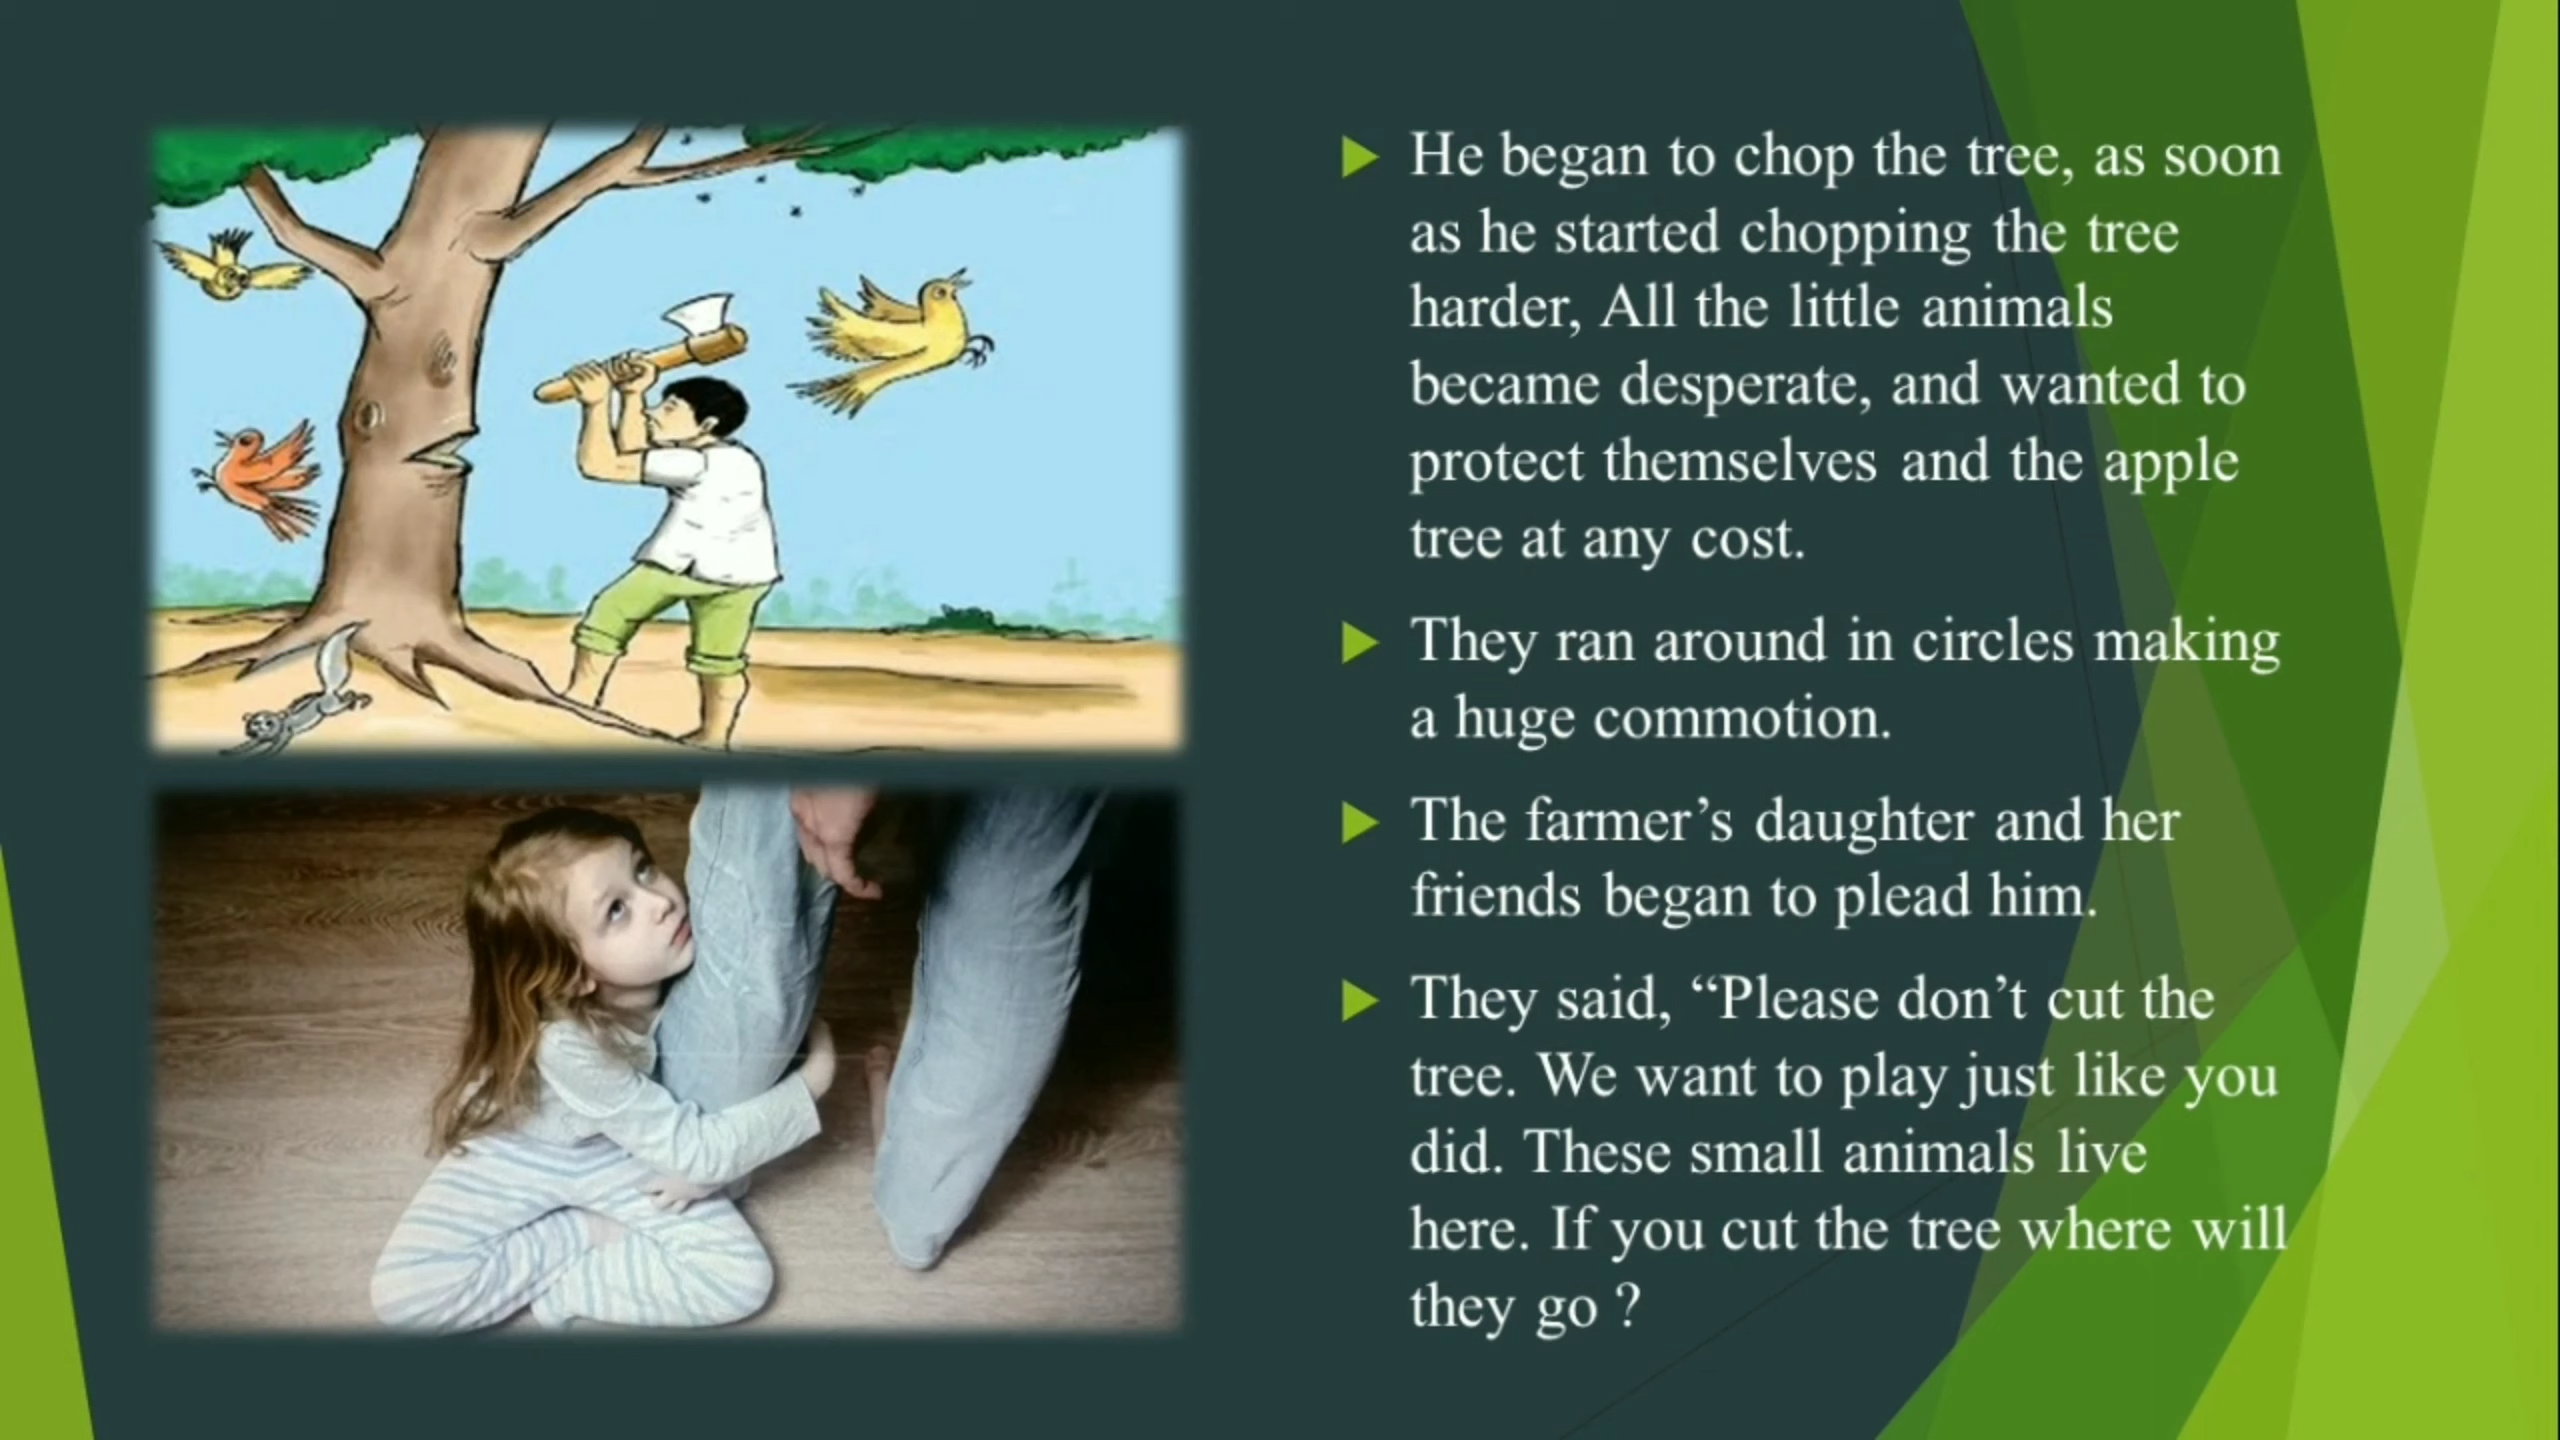 He began to chop the tree, as soon
as he started chopping the tree
harder, All the little animals
became desperate, and wanted to
protect themselves and the apple
tree at any cost.
They ran around in circles making
a huge commotion.
The farmer’s daughter and her
friends began to plead him.
They said, “Please don’t cut the
tree. We want to play just like you
did. These small animals live
here. If you cut the tree where will
they go ?